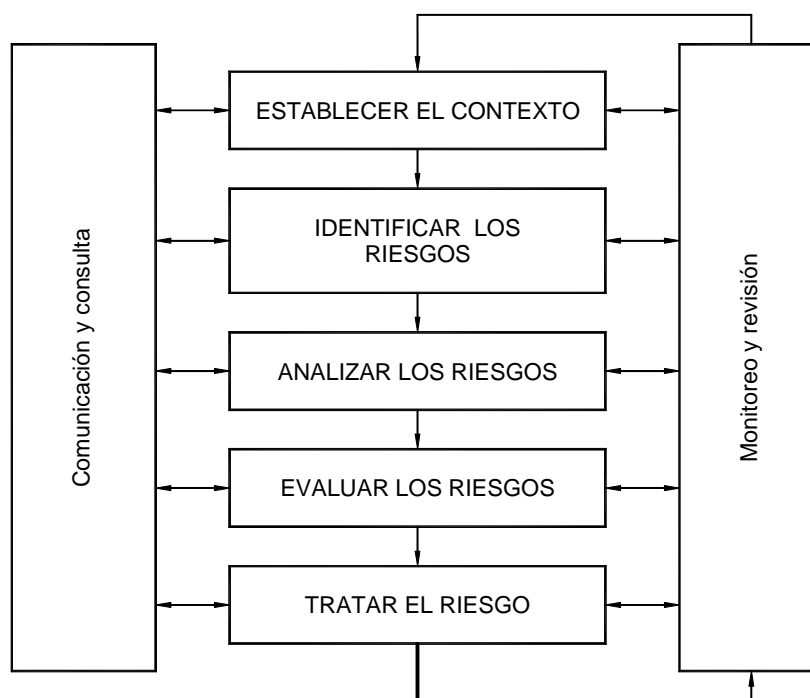 ESTABLECER EL CONTEXTO
IDENTIFICAR LOS
RIESGOS
ANALIZAR LOS RIESGOS
EVALUAR LOS RIESGOS
TRATAR EL RIESGO
Comunicación y consulta
Monitoreo y revisión